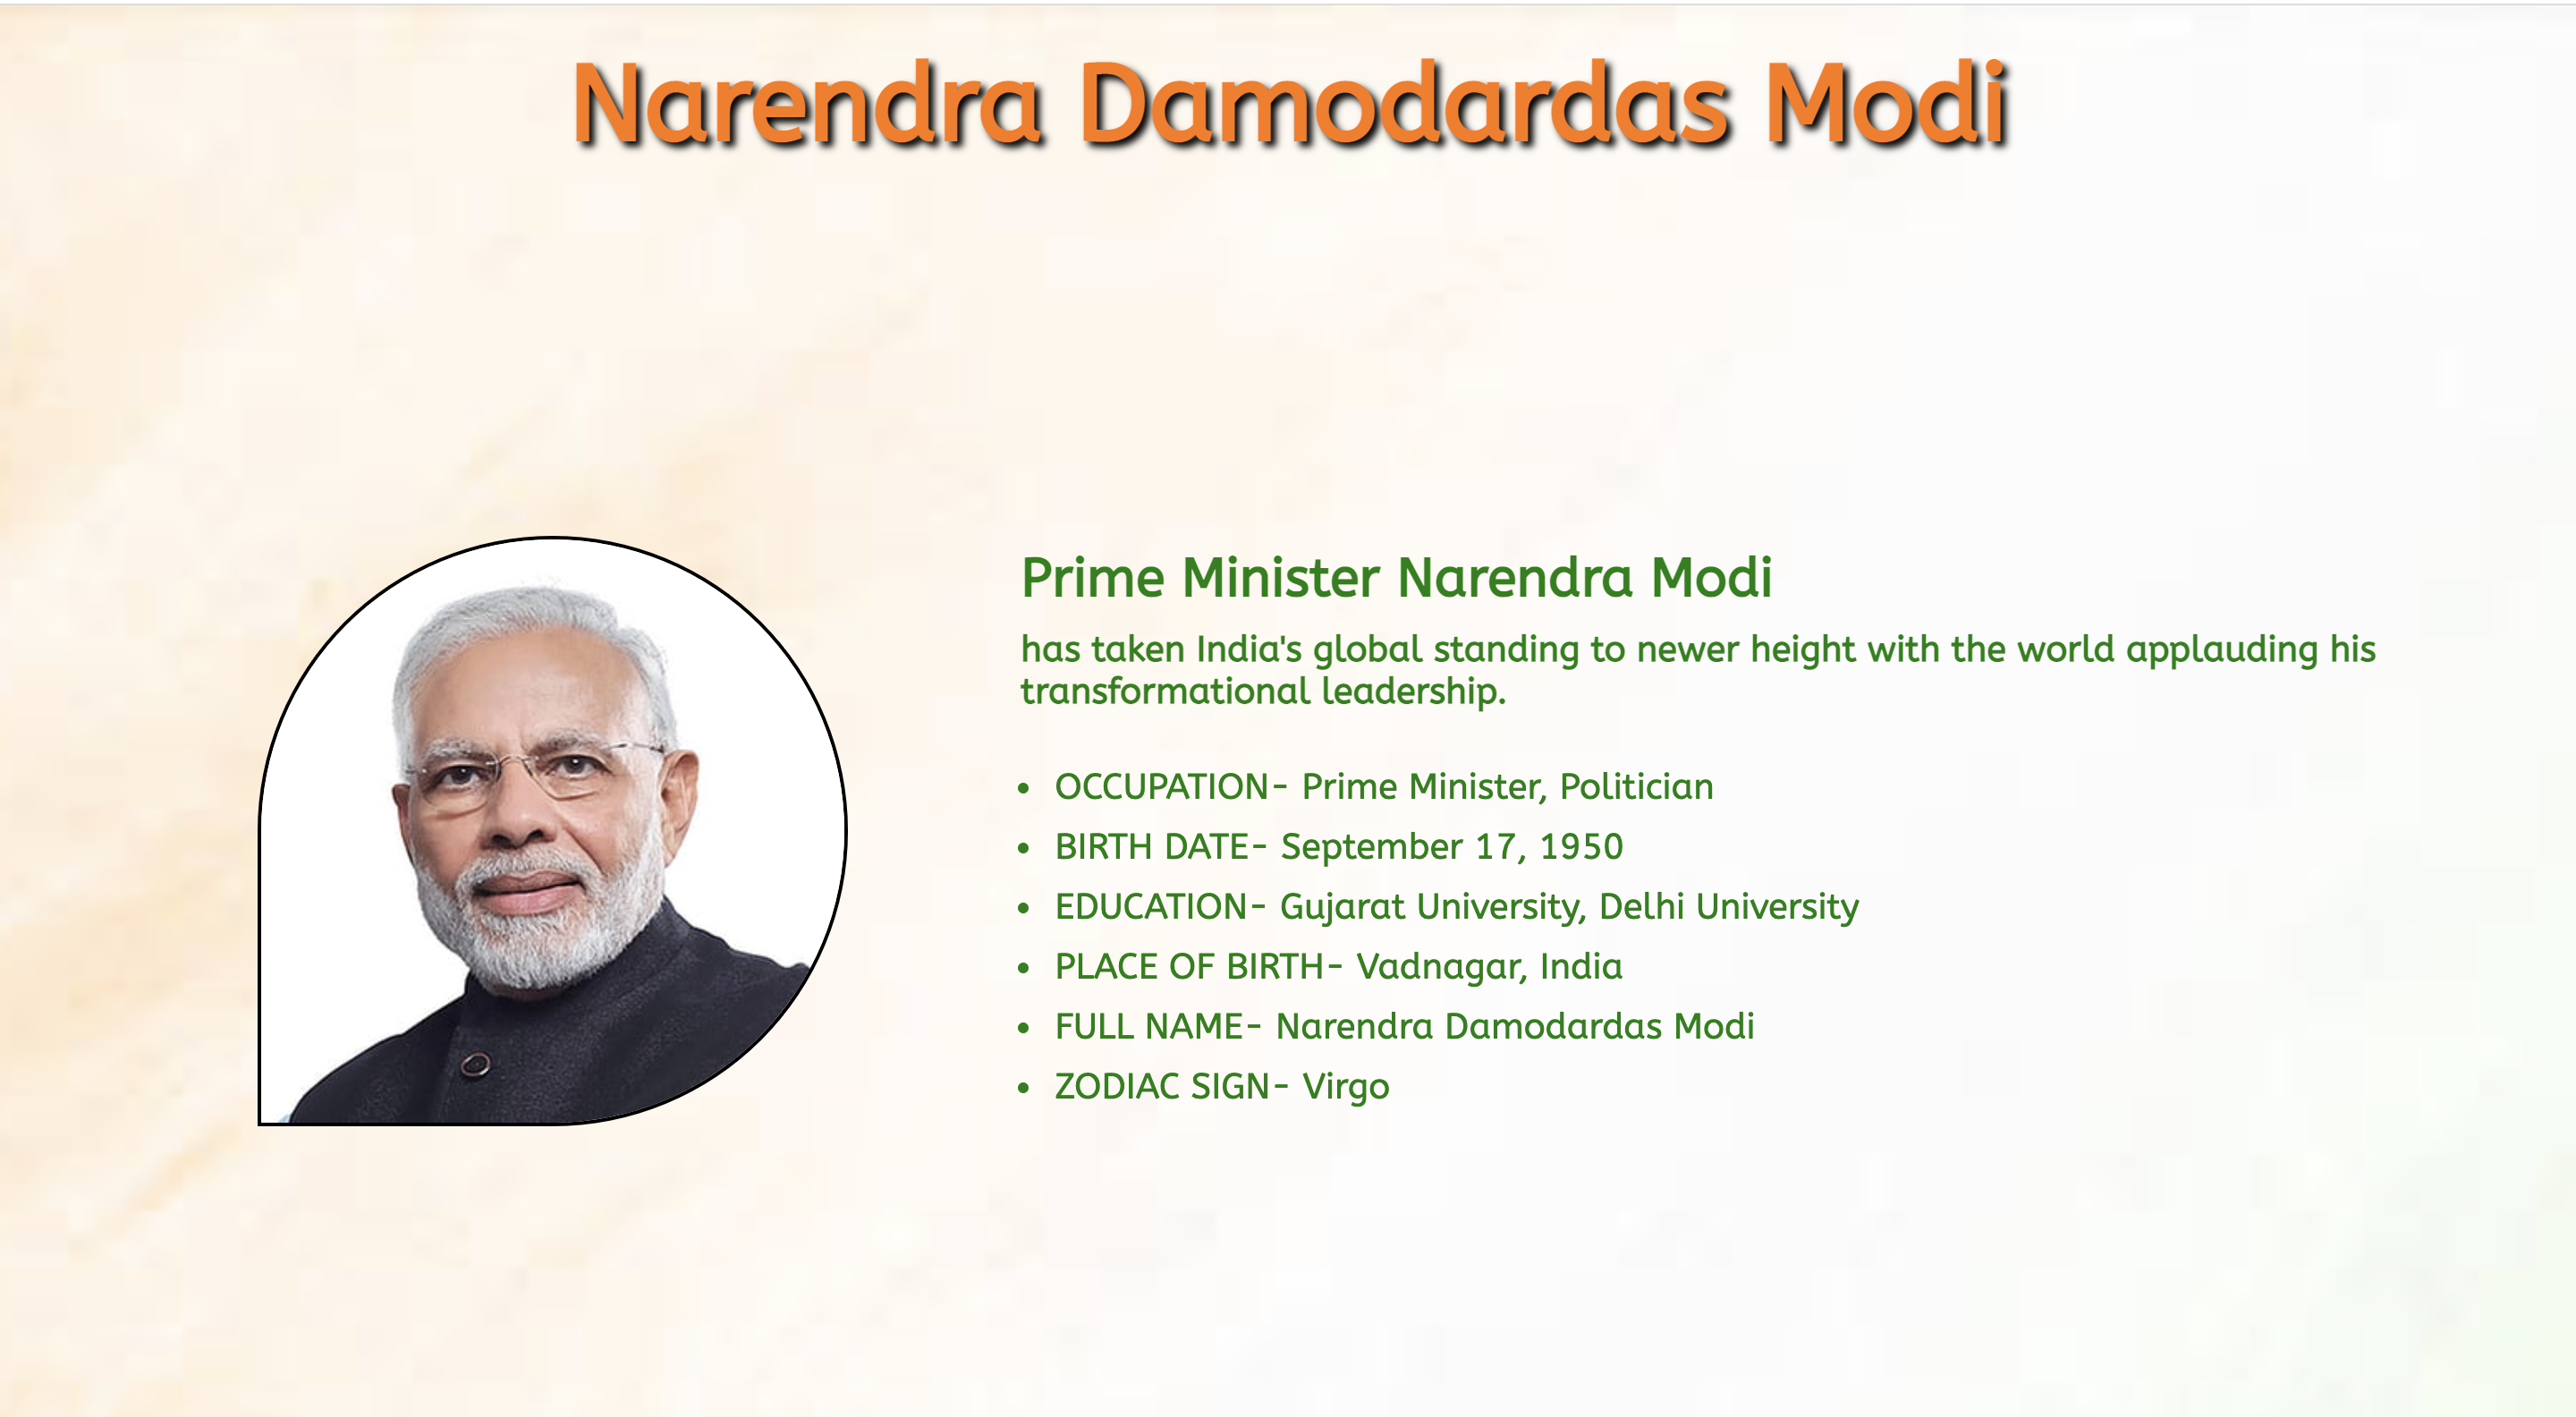 Narendra Damodardas Modi
Prime Minister Narendra Modi
has taken India's global standing to newer height with the world applauding his
transformational leadership.
• OCCUPATION- Prime Minister, Politician
• BIRTH DATE- September 17, 1950
• EDUCATION- Gujarat University, Delhi University
• PLACE OF BIRTH- Vadnagar, India
• FULL NAME- Narendra Damodardas Modi
• ZODIAC SIGN- Virgo